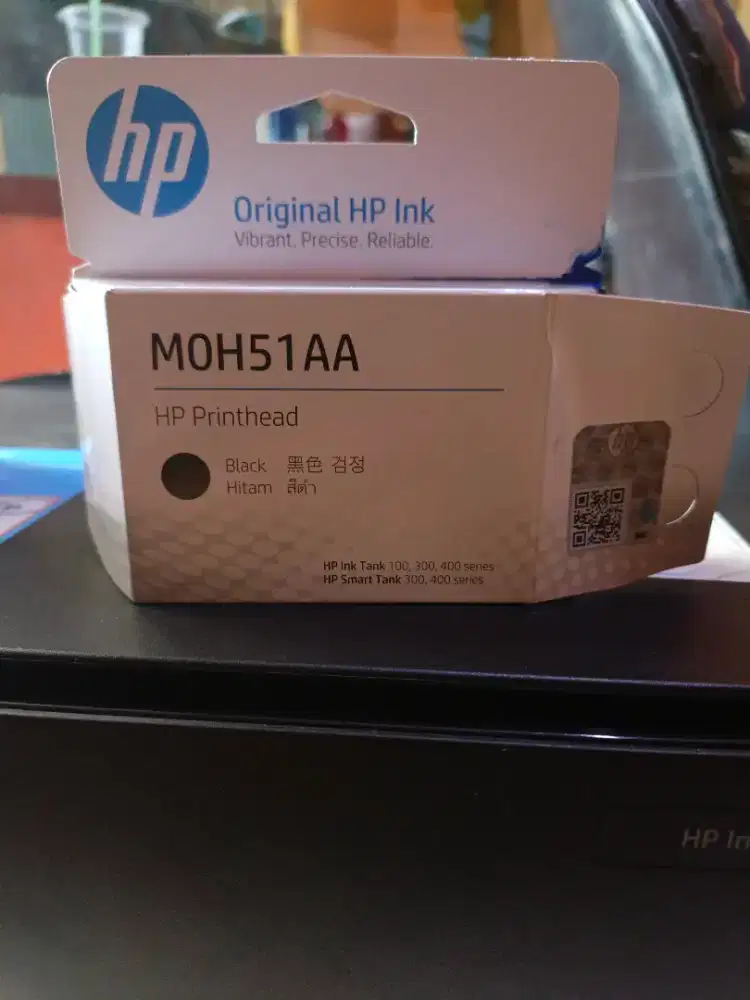 hp
Original HP Ink
Vibrant. Precise. Reliable.
M0H51AA
HP Printhead
Black 黑色 검정
Hitam สีดำ
HP Ink Tank 100, 300, 400 series
HP Smart Tank 300, 400 series
hp
HP In